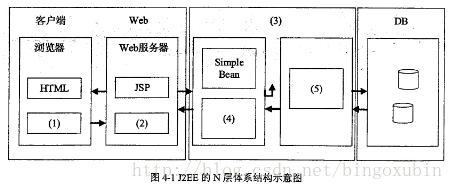 客户端
Web
(3)
DB
浏览器
Web服务器
Simple
Bean
HTML
JSP
(5)
(1)
(2)
(4)
http://blog.csdn.net/bingoxubin
图 4-1 J2EE 的 N 层体系结构示意图